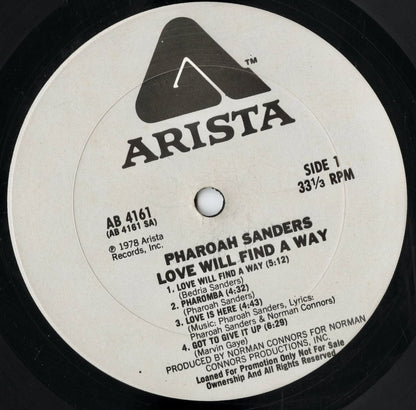 ™
ARISTA
AB 4161
(AB 4161 SA)
℗ 1978 Arista
Records, Inc.
SIDE 1
33⅓ RPM
PHAROAH SANDERS
LOVE WILL FIND A WAY
1. LOVE WILL FIND A WAY (5:12)
(Bedria Sanders)
2. PHAROMBA (4:32)
(Pharoah Sanders)
3. LOVE IS HERE (4:43)
(Music: Pharoah Sanders, Lyrics:
Pharoah Sanders & Norman Connors)
4. GOT TO GIVE IT UP (6:29)
(Marvin Gaye)
PRODUCED BY NORMAN CONNORS FOR NORMAN
CONNORS PRODUCTIONS, INC.
Loaned For Promotion Only Not For Sale
Ownership And All Rights Reserved